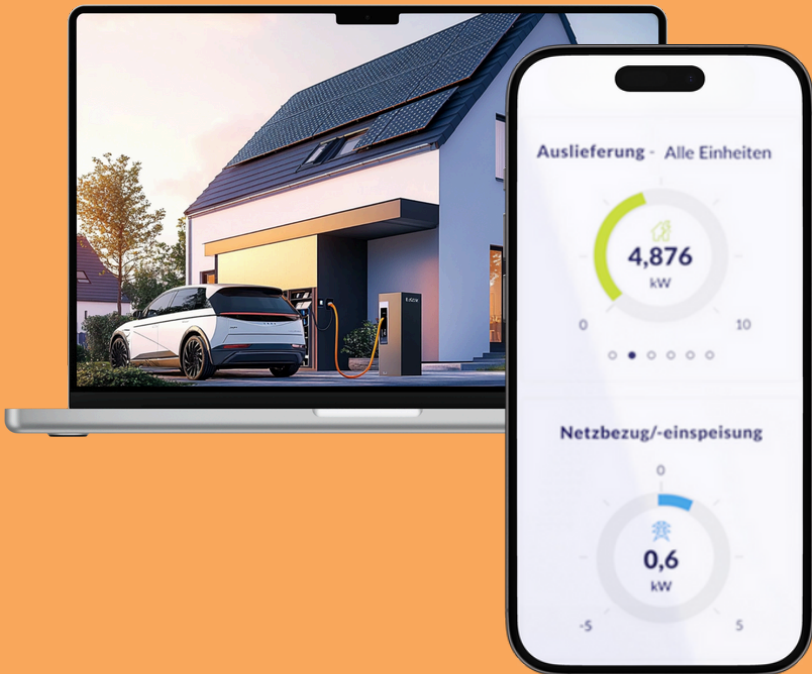 Auslieferung - Alle Einheiten
4,876
kW
0
10
Netzbezug/-einspeisung
0
0,6
kW
-5
5